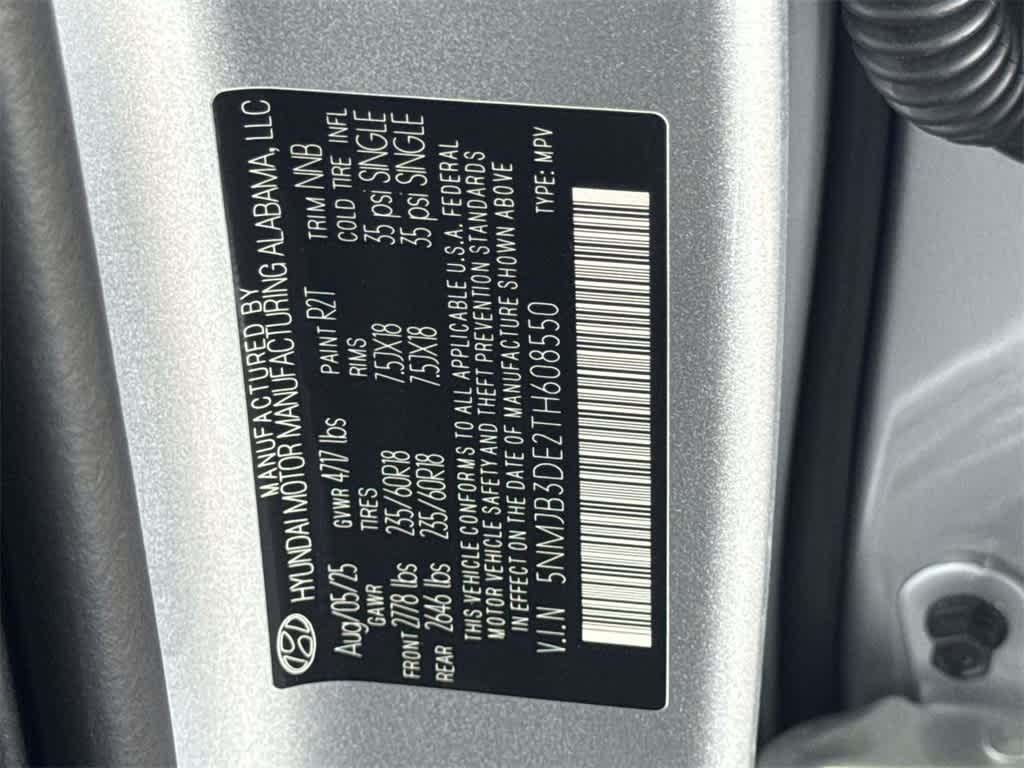 MANUFACTURED BY
HYUNDAI MOTOR MANUFACTURING ALABAMA, LLC
Aug/05/25 GVWR 4717 lbs PAINT R2T TRIM NNB
GAWR TIRES RIMS COLD TIRE INFL
FRONT 2778 lbs 235/60R18 7.5JX18 35 psi SINGLE
REAR 2646 lbs 235/60R18 7.5JX18 35 psi SINGLE
THIS VEHICLE CONFORMS TO ALL APPLICABLE U.S.A. FEDERAL
MOTOR VEHICLE SAFETY AND THEFT PREVENTION STANDARDS
IN EFFECT ON THE DATE OF MANUFACTURE SHOWN ABOVE
V.I.N 5NMJB3DE2TH608550 TYPE: MPV